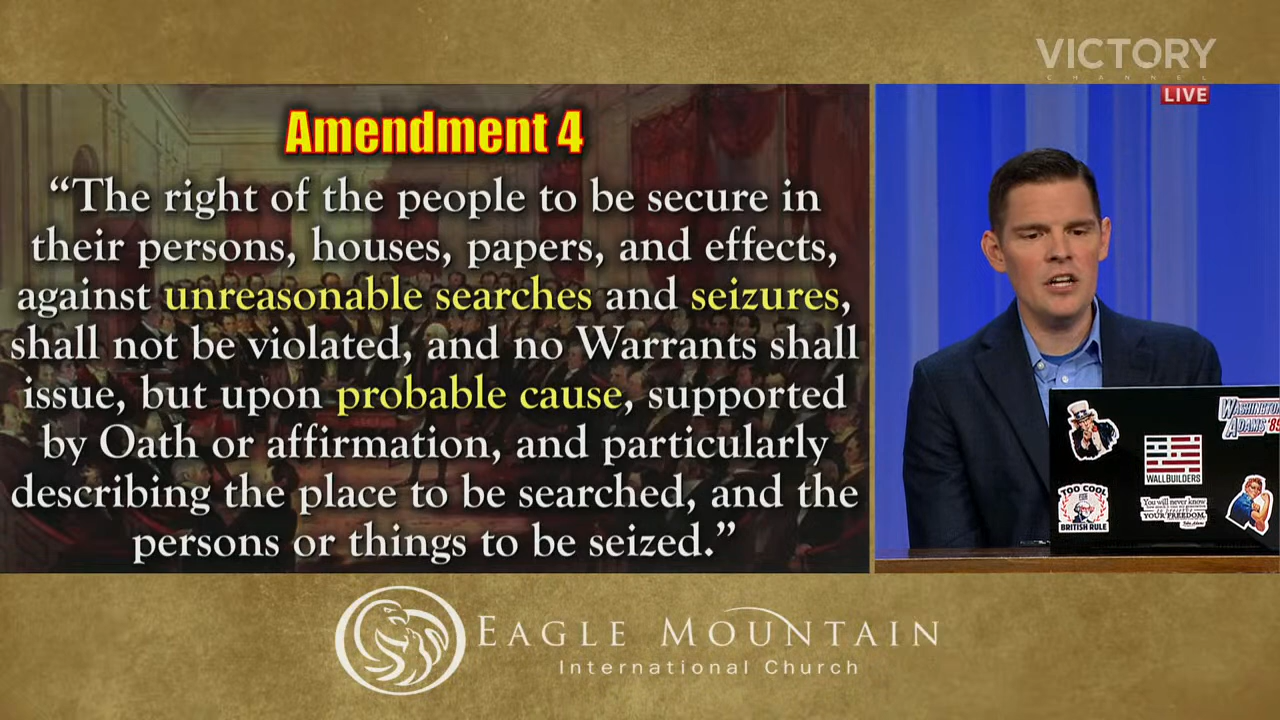 VICTORY
CHANNEL
LIVE
Amendment 4
“The right of the people to be secure in
their persons, houses, papers, and effects,
against unreasonable searches and seizures,
shall not be violated, and no Warrants shall
issue, but upon probable cause, supported
by Oath or affirmation, and particularly
describing the place to be searched, and the
persons or things to be seized.”
WASHINGTON
ADAMS '89
WALLBUILDERS
TOO COOL
FOR
BRITISH RULE
You will never know
YOUR FREEDOM
John Adams
EAGLE MOUNTAIN
International Church